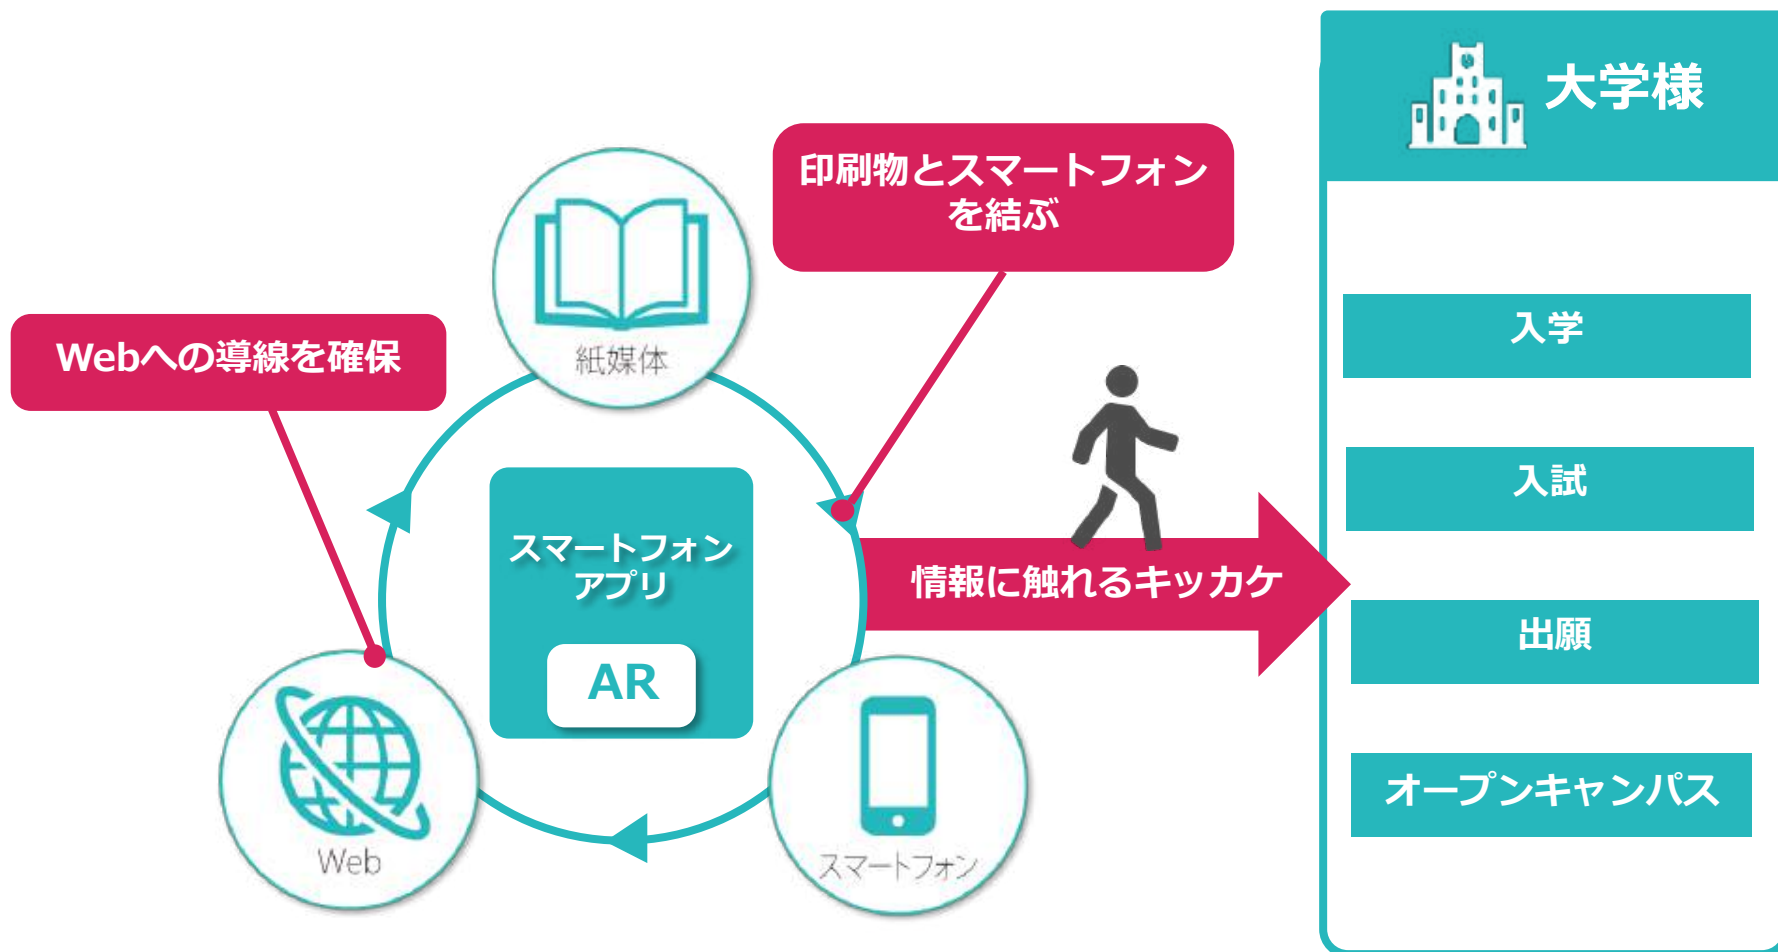 大学様
印刷物とスマートフォン
を結ぶ
紙媒体
Webへの導線を確保
スマートフォン
アプリ
AR
情報に触れるキッカケ
Web
スマートフォン
入学
入試
出願
オープンキャンパス